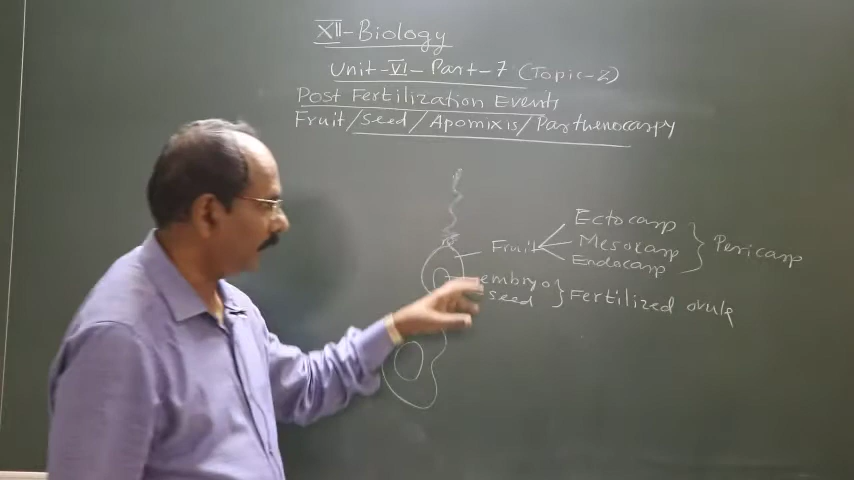 XII-Biology
Unit-VI-Part-7 (Topic-2)
Post Fertilization Events
Fruit/Seed/Apomixis/Parthenocarpy
Fruit
Ectocarp
Mesocarp
Endocarp
Pericarp
embryo
seed
Fertilized ovule